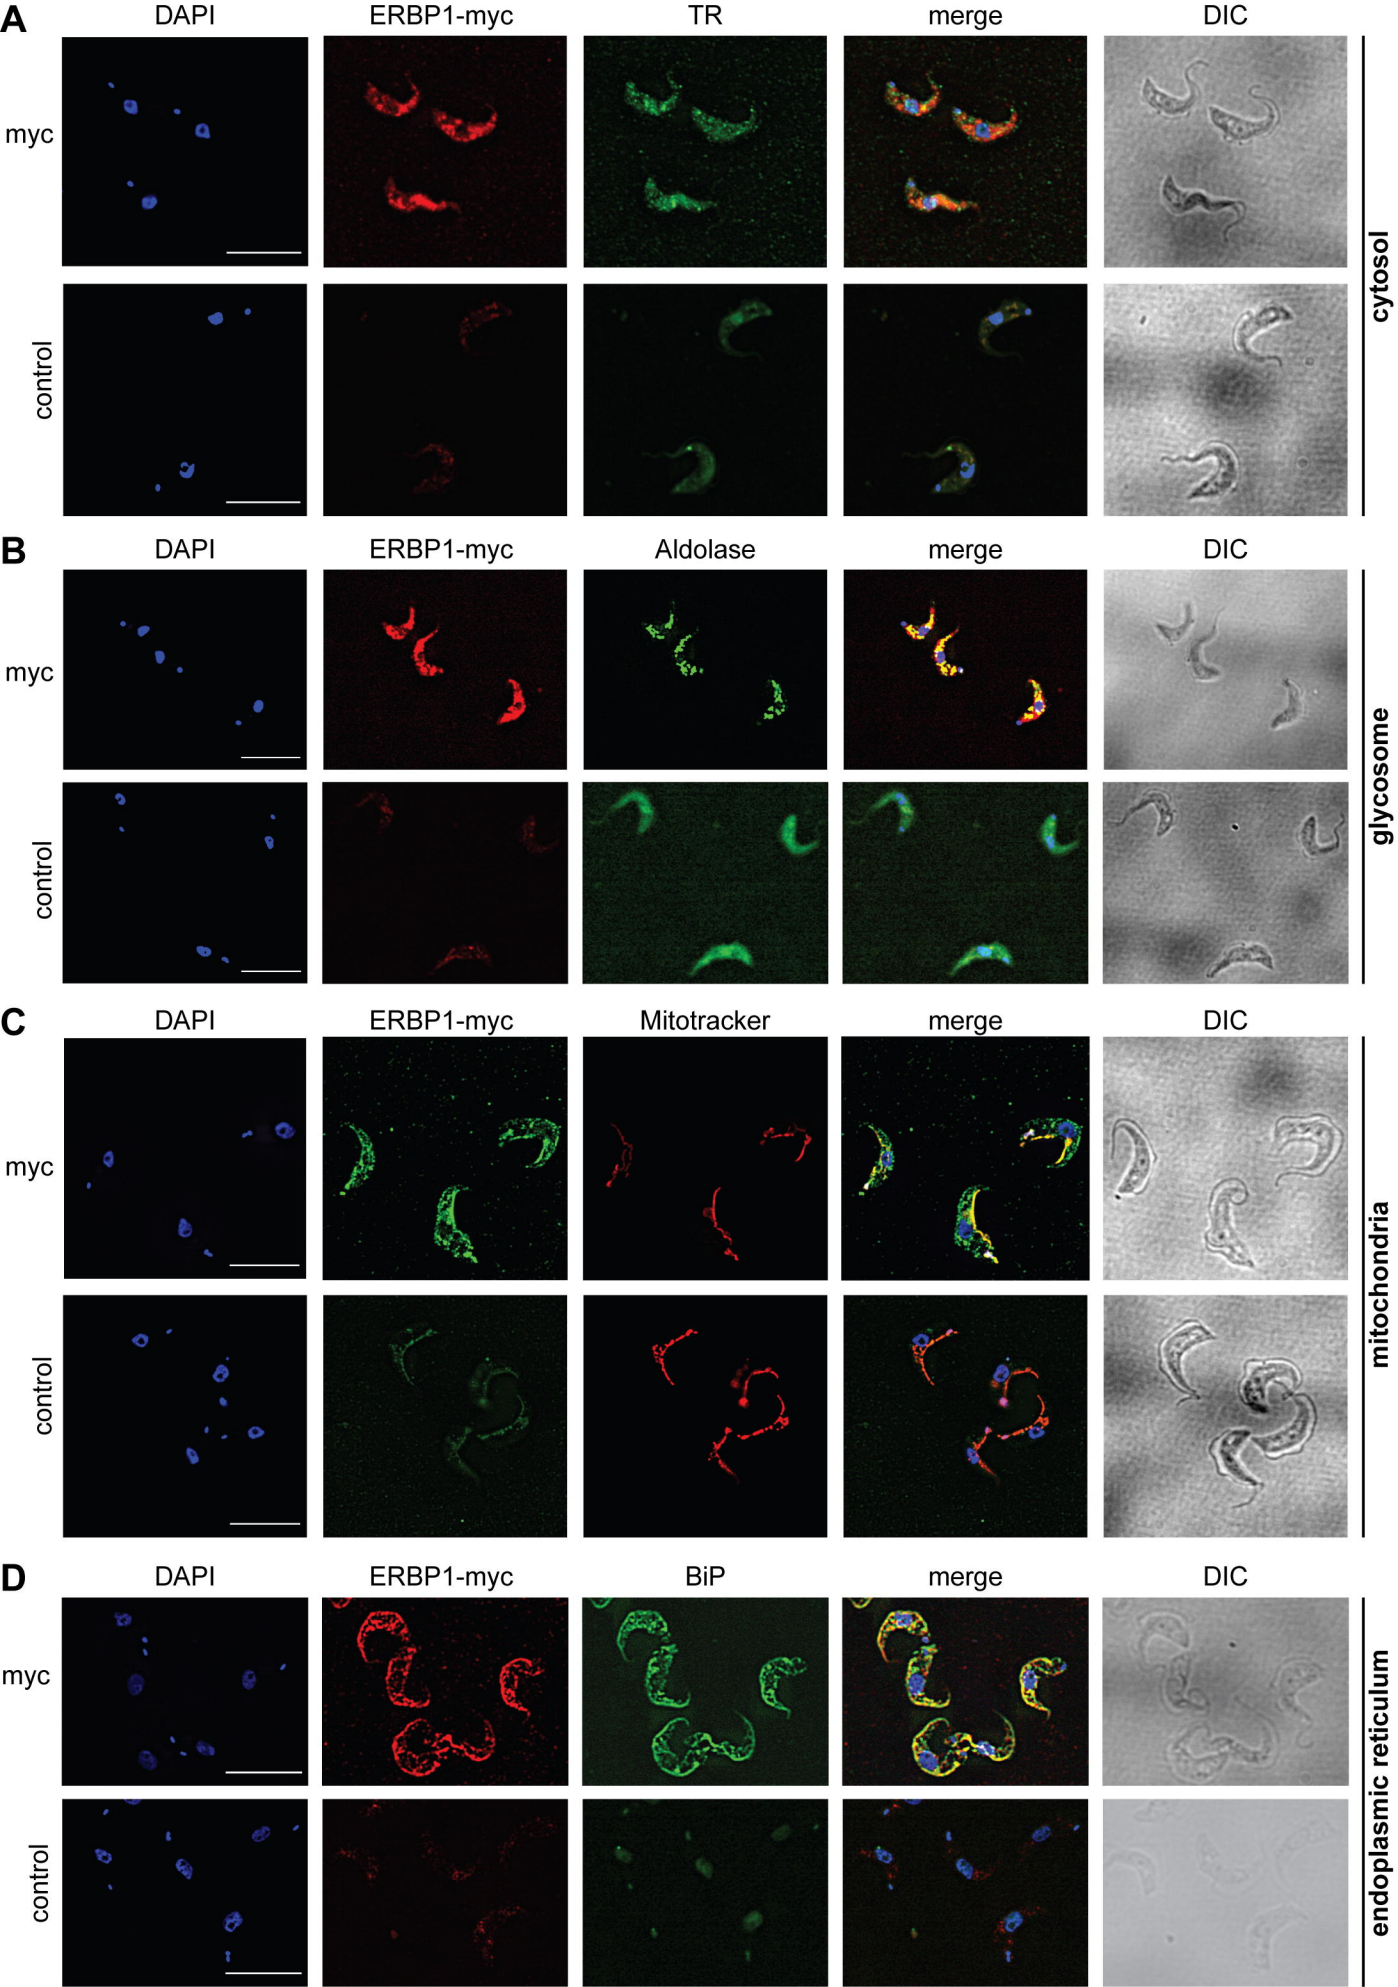 A DAPI ERBP1-myc TR merge DIC
myc
control
cytosol
B DAPI ERBP1-myc Aldolase merge DIC
myc
control
glycosome
C DAPI ERBP1-myc Mitotracker merge DIC
myc
control
mitochondria
D DAPI ERBP1-myc BiP merge DIC
myc
control
endoplasmic reticulum